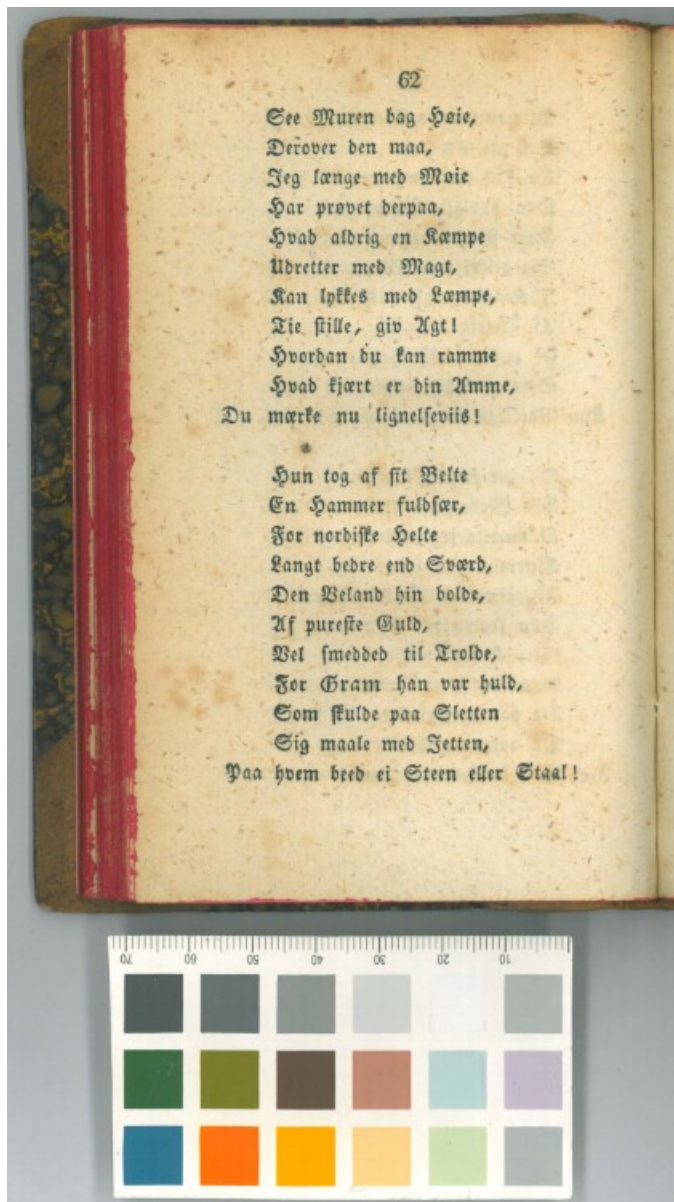 62
See Muren bag Høie,
Derover den maa,
Jeg længe med Møie
Har prøvet derpaa,
Hvad aldrig en Kæmpe
Udretter med Magt,
Kan lykkes med Læmpe,
Tie stille, giv Agt!
Hvordan du kan ramme
Hvad kjært er din Amme,
Du mærke nu lignelseviis!
Hun tog af sit Belte
En Hammer fuldsær,
For nordiske Helte
Langt bedre end Sværd,
Den Veland hin bolde,
Af pureste Guld,
Vel smedded til Trolde,
For Gram han var huld,
Som skulde paa Sletten
Sig maale med Jetten,
Paa hvem beed ei Steen eller Staal!
70 60 50 40 30 20 10